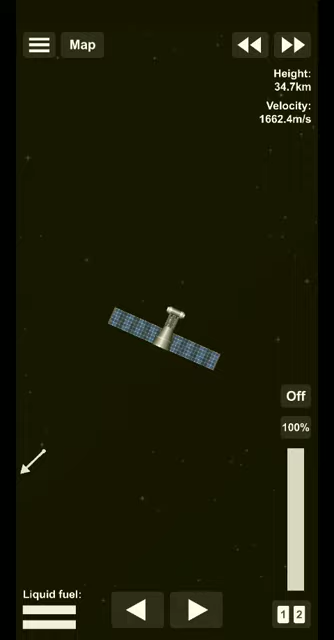 Map
Height:
34.7km
Velocity:
1662.4m/s
Off
100%
Liquid fuel:
1 2